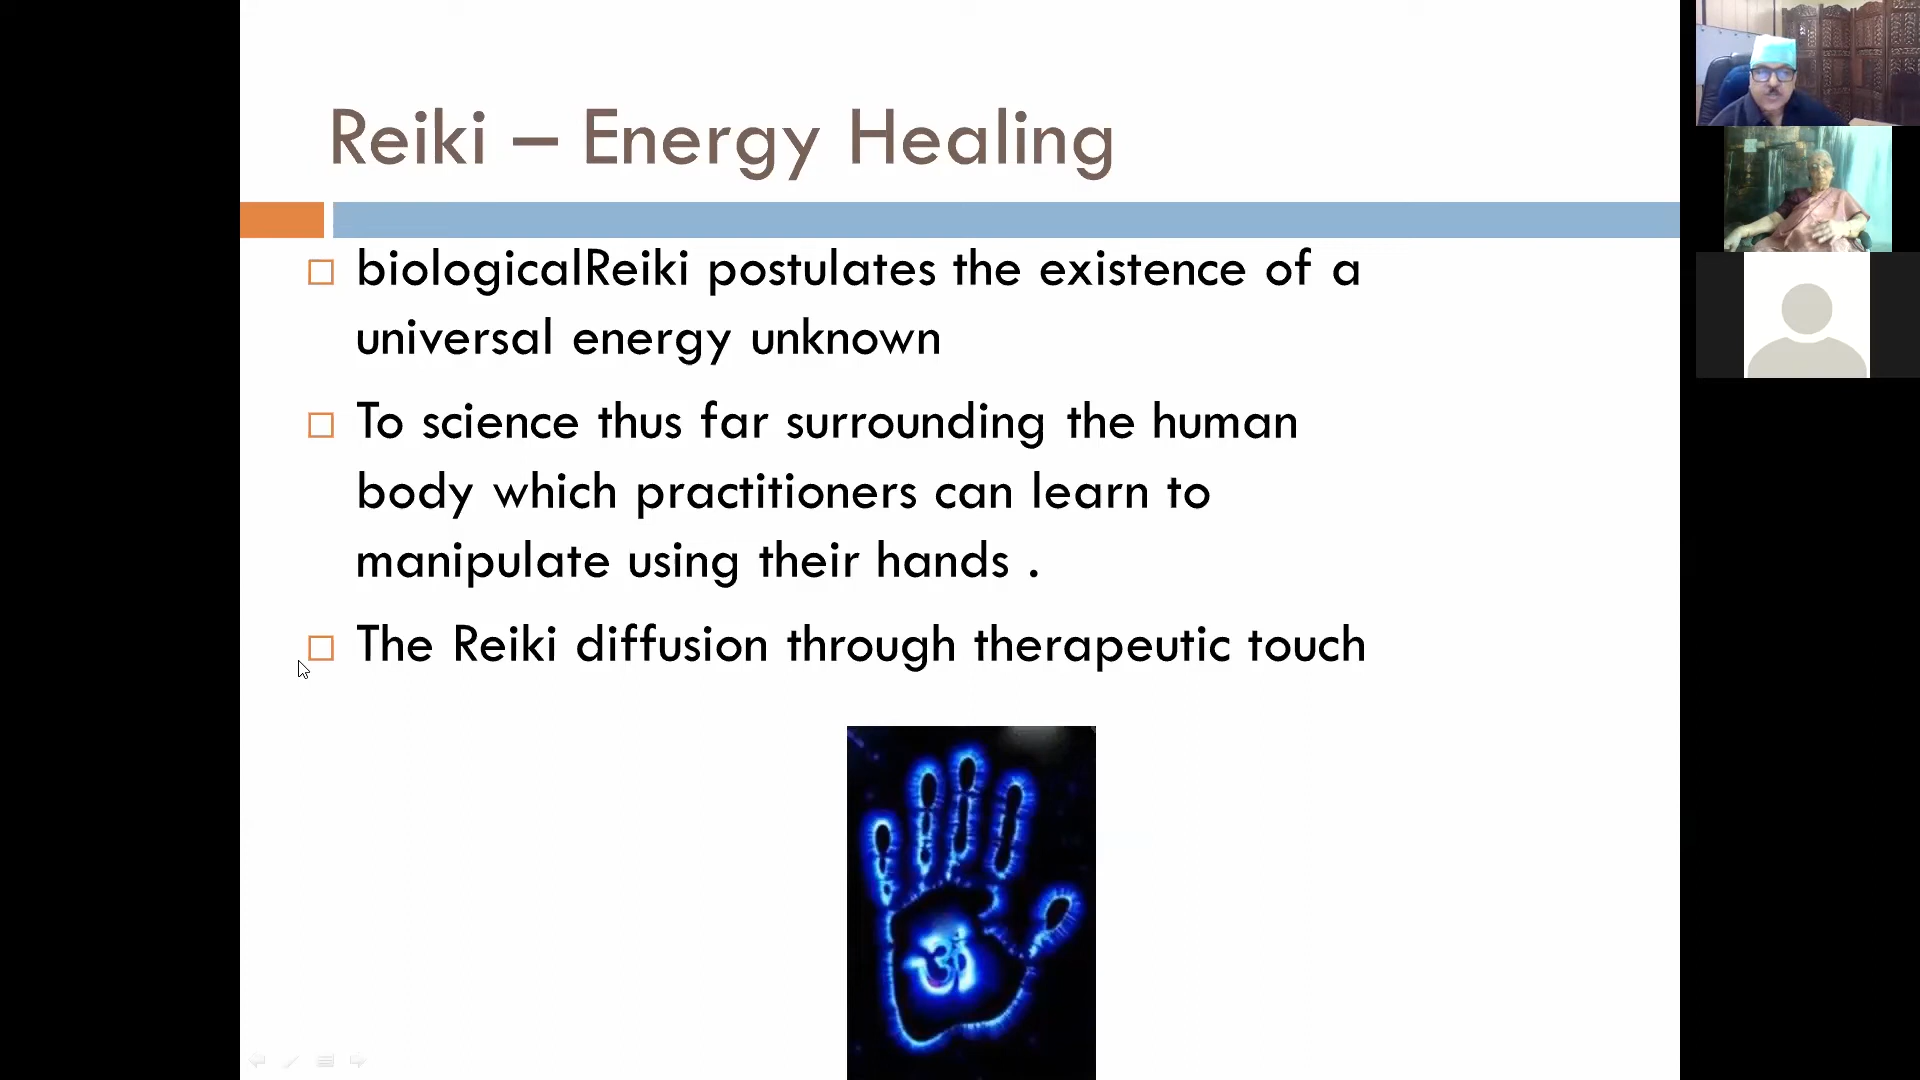 Reiki – Energy Healing
biologicalReiki postulates the existence of a
universal energy unknown
To science thus far surrounding the human
body which practitioners can learn to
manipulate using their hands .
The Reiki diffusion through therapeutic touch
ॐ